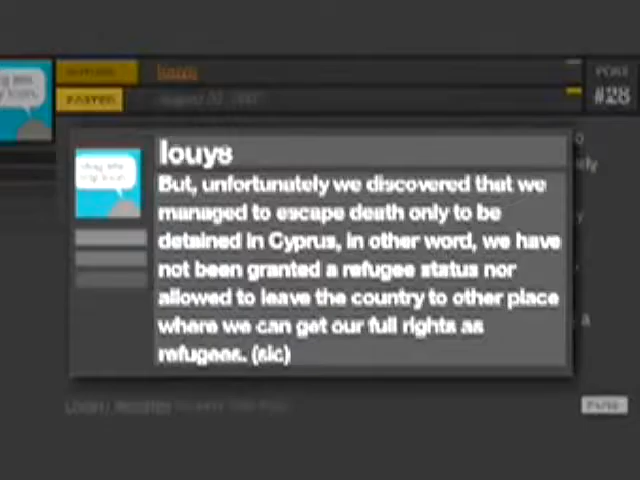 POST
#28
louy8
But, unfortunately we discovered that we
managed to escape death only to be
detained in Cyprus, in other word, we have
not been granted a refugee status nor
allowed to leave the country to other place
where we can get our full rights as
refugees. (sic)